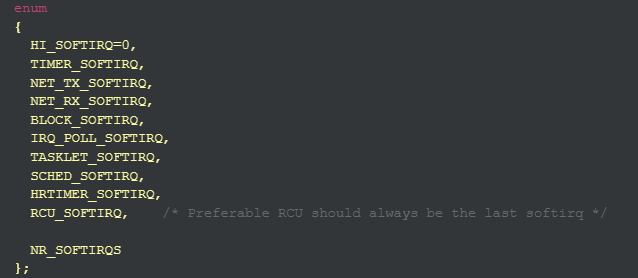 enum
{
HI_SOFTIRQ=0,
TIMER_SOFTIRQ,
NET_TX_SOFTIRQ,
NET_RX_SOFTIRQ,
BLOCK_SOFTIRQ,
IRQ_POLL_SOFTIRQ,
TASKLET_SOFTIRQ,
SCHED_SOFTIRQ,
HRTIMER_SOFTIRQ,
RCU_SOFTIRQ, /* Preferable RCU should always be the last softirq */
NR_SOFTIRQS
};